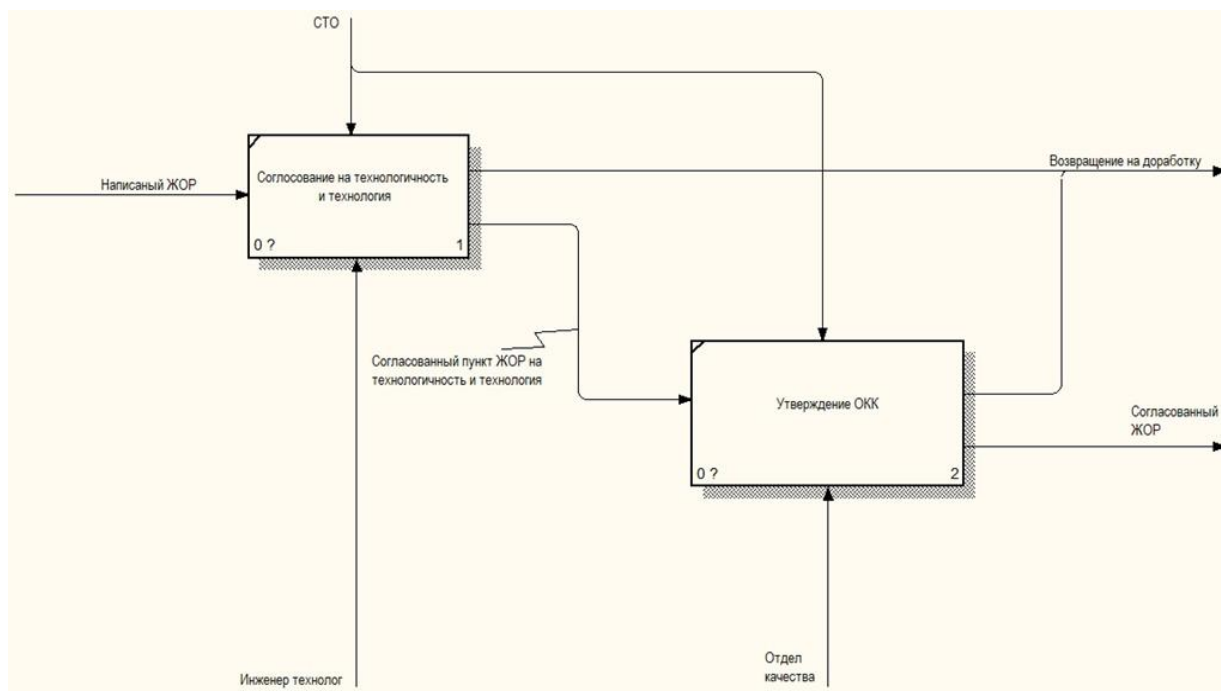 СТО
Соглосование на технологичность
и технология
0 ?
1
Написаный ЖОР
Возвращение на доработку
Согласованный пункт ЖОР на
технологичность и технология
Утверждение ОКК
0 ?
2
Согласованный
ЖОР
Инженер технолог
Отдел
качества